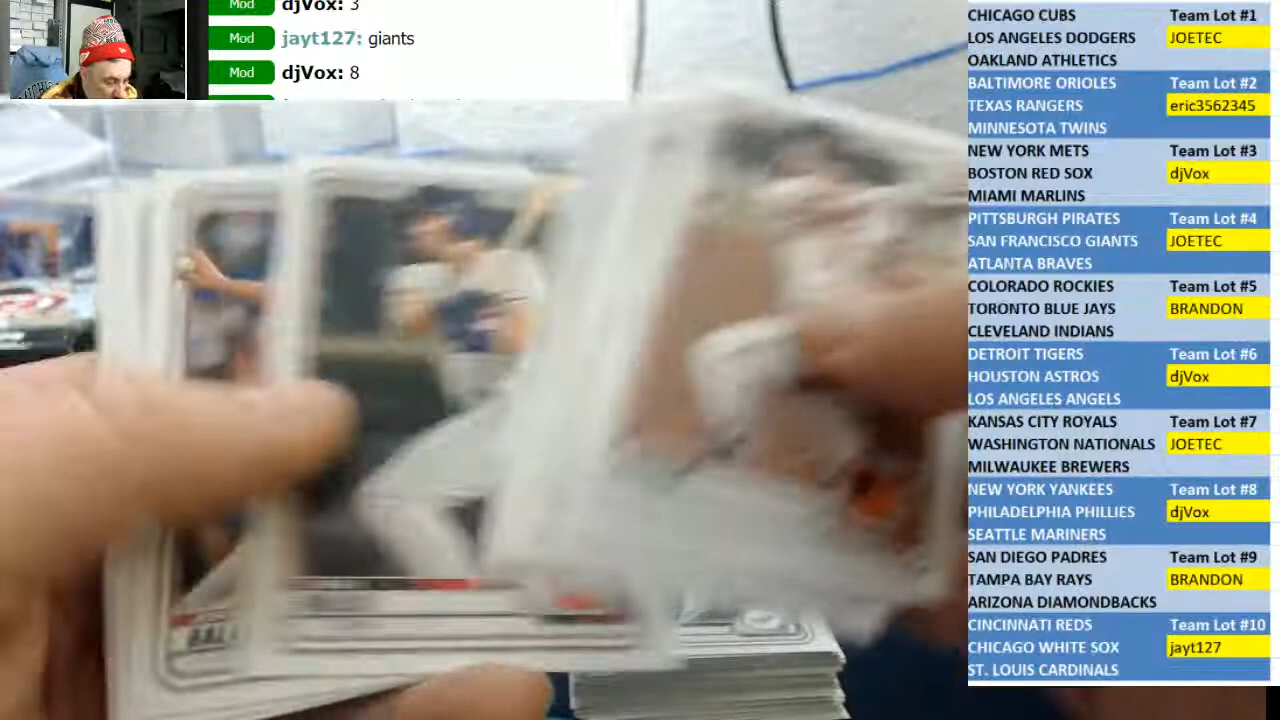 Mod djVox: 3
Mod jayt127: giants
Mod djVox: 8
CHICAGO CUBS Team Lot #1
LOS ANGELES DODGERS JOETEC
OAKLAND ATHLETICS
BALTIMORE ORIOLES Team Lot #2
TEXAS RANGERS eric3562345
MINNESOTA TWINS
NEW YORK METS Team Lot #3
BOSTON RED SOX djVox
MIAMI MARLINS
PITTSBURGH PIRATES Team Lot #4
SAN FRANCISCO GIANTS JOETEC
ATLANTA BRAVES
COLORADO ROCKIES Team Lot #5
TORONTO BLUE JAYS BRANDON
CLEVELAND INDIANS
DETROIT TIGERS Team Lot #6
HOUSTON ASTROS djVox
LOS ANGELES ANGELS
KANSAS CITY ROYALS Team Lot #7
WASHINGTON NATIONALS JOETEC
MILWAUKEE BREWERS
NEW YORK YANKEES Team Lot #8
PHILADELPHIA PHILLIES djVox
SEATTLE MARINERS
SAN DIEGO PADRES Team Lot #9
TAMPA BAY RAYS BRANDON
ARIZONA DIAMONDBACKS
CINCINNATI REDS Team Lot #10
CHICAGO WHITE SOX jayt127
ST. LOUIS CARDINALS